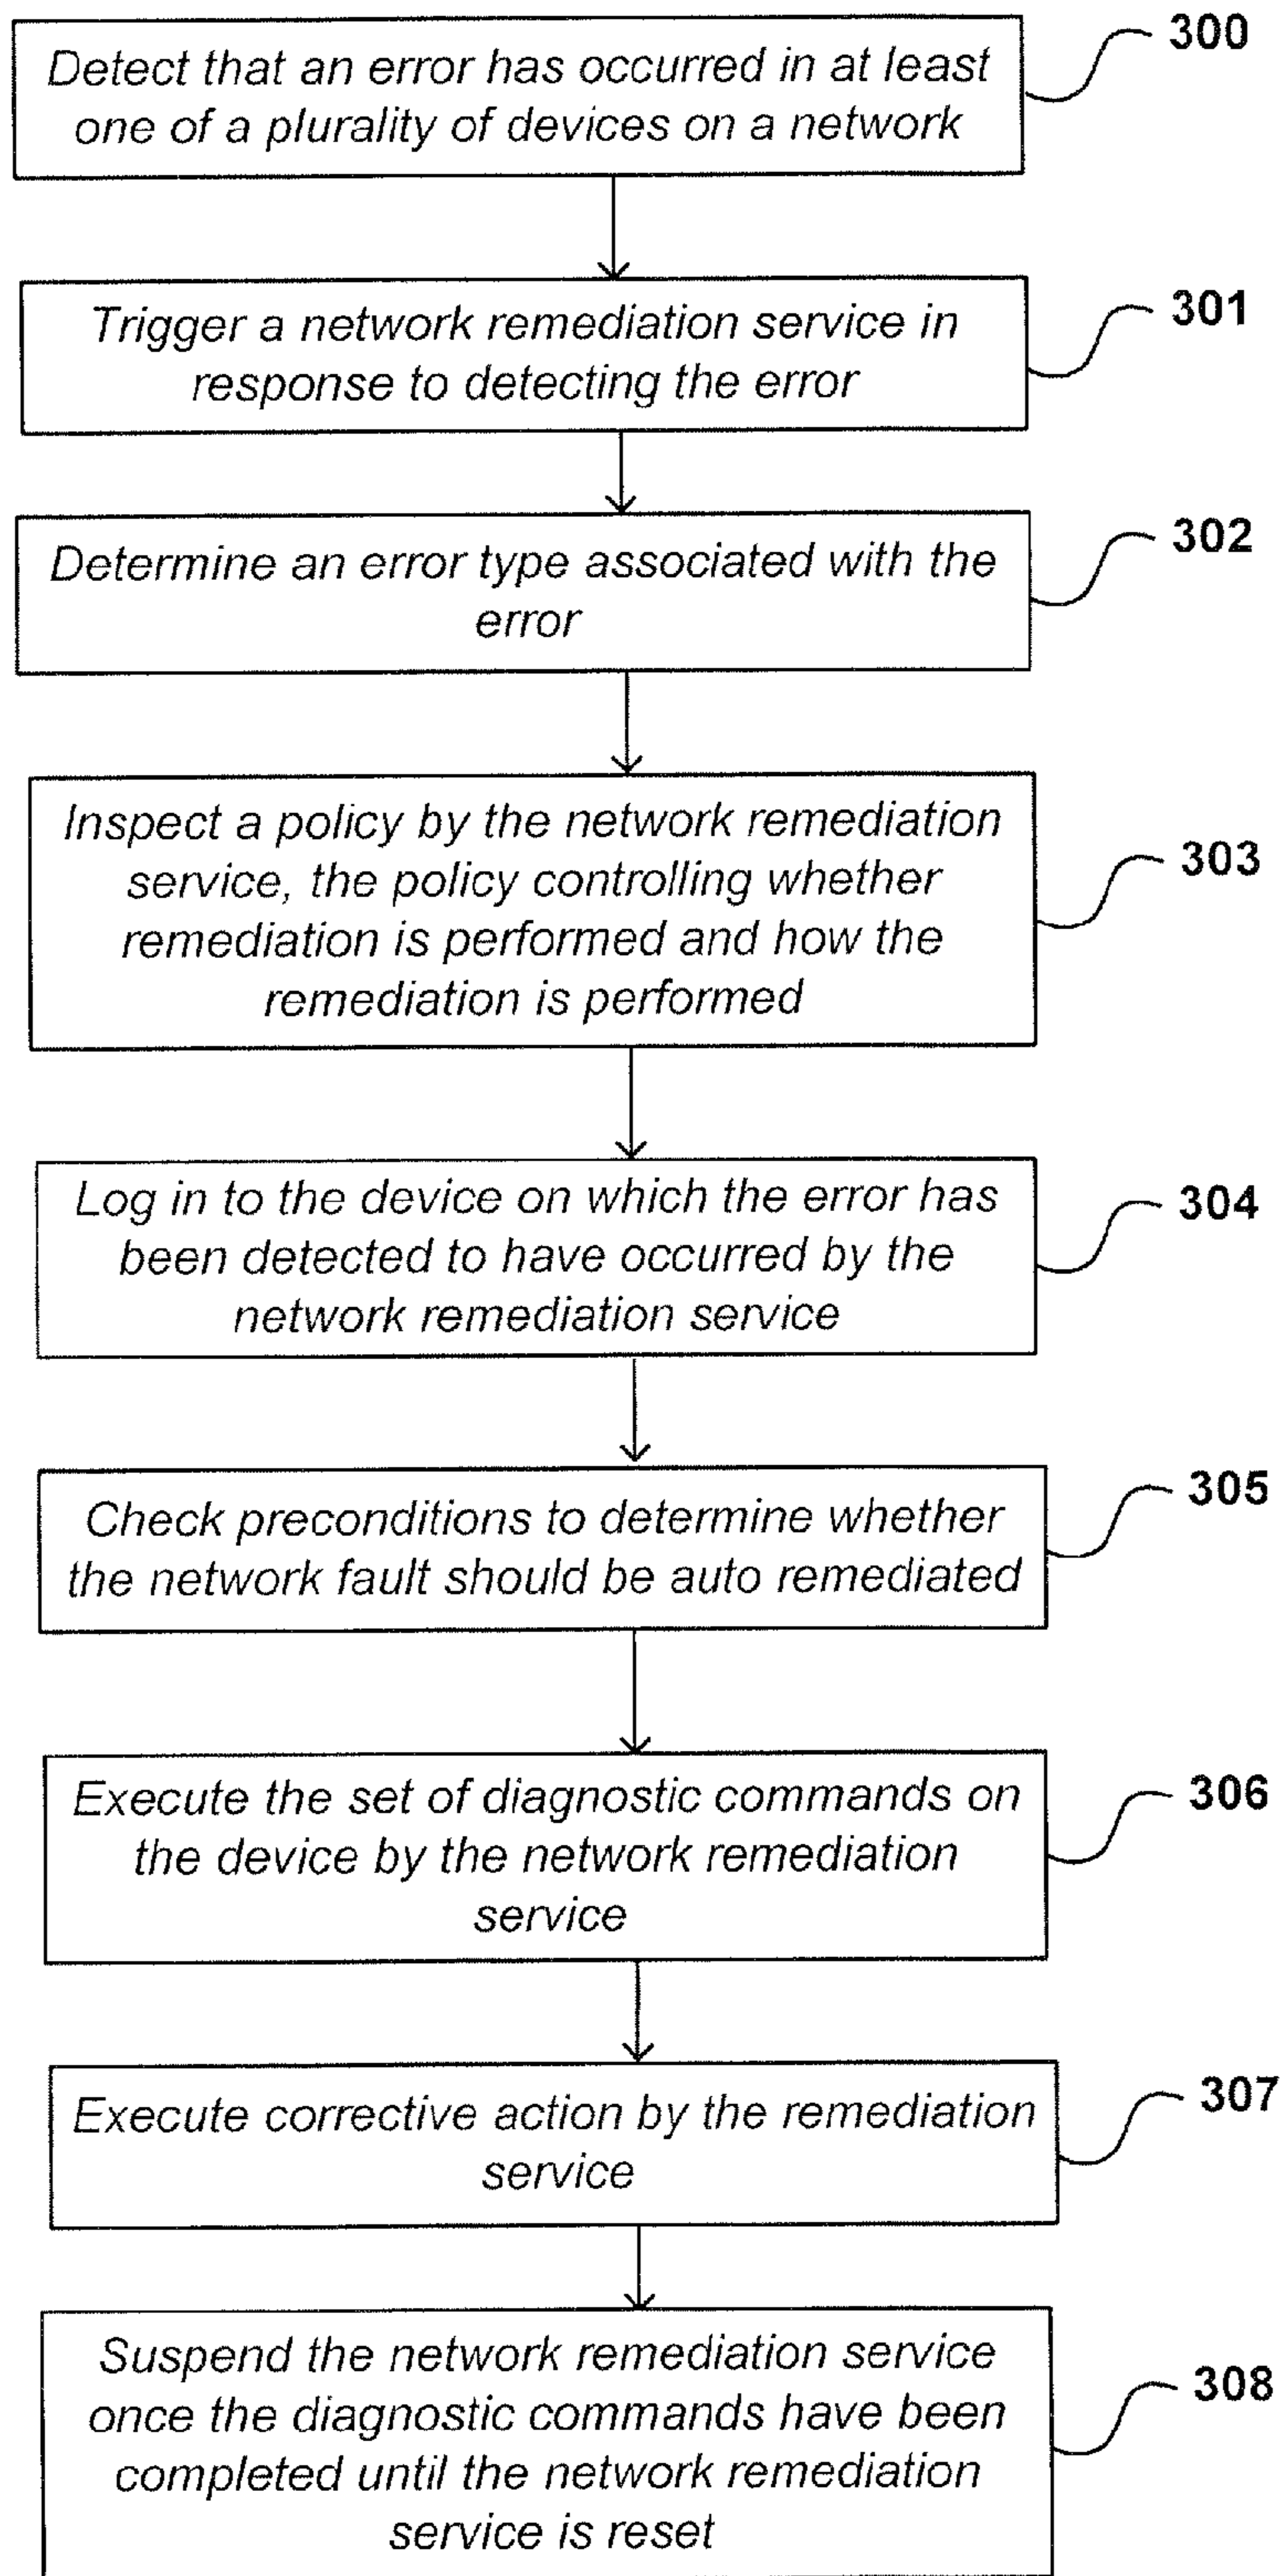 Detect that an error has occurred in at least
one of a plurality of devices on a network
300
Trigger a network remediation service in
response to detecting the error
301
Determine an error type associated with the
error
302
Inspect a policy by the network remediation
service, the policy controlling whether
remediation is performed and how the
remediation is performed
303
Log in to the device on which the error has
been detected to have occurred by the
network remediation service
304
Check preconditions to determine whether
the network fault should be auto remediated
305
Execute the set of diagnostic commands on
the device by the network remediation
service
306
Execute corrective action by the remediation
service
307
Suspend the network remediation service
once the diagnostic commands have been
completed until the network remediation
service is reset
308